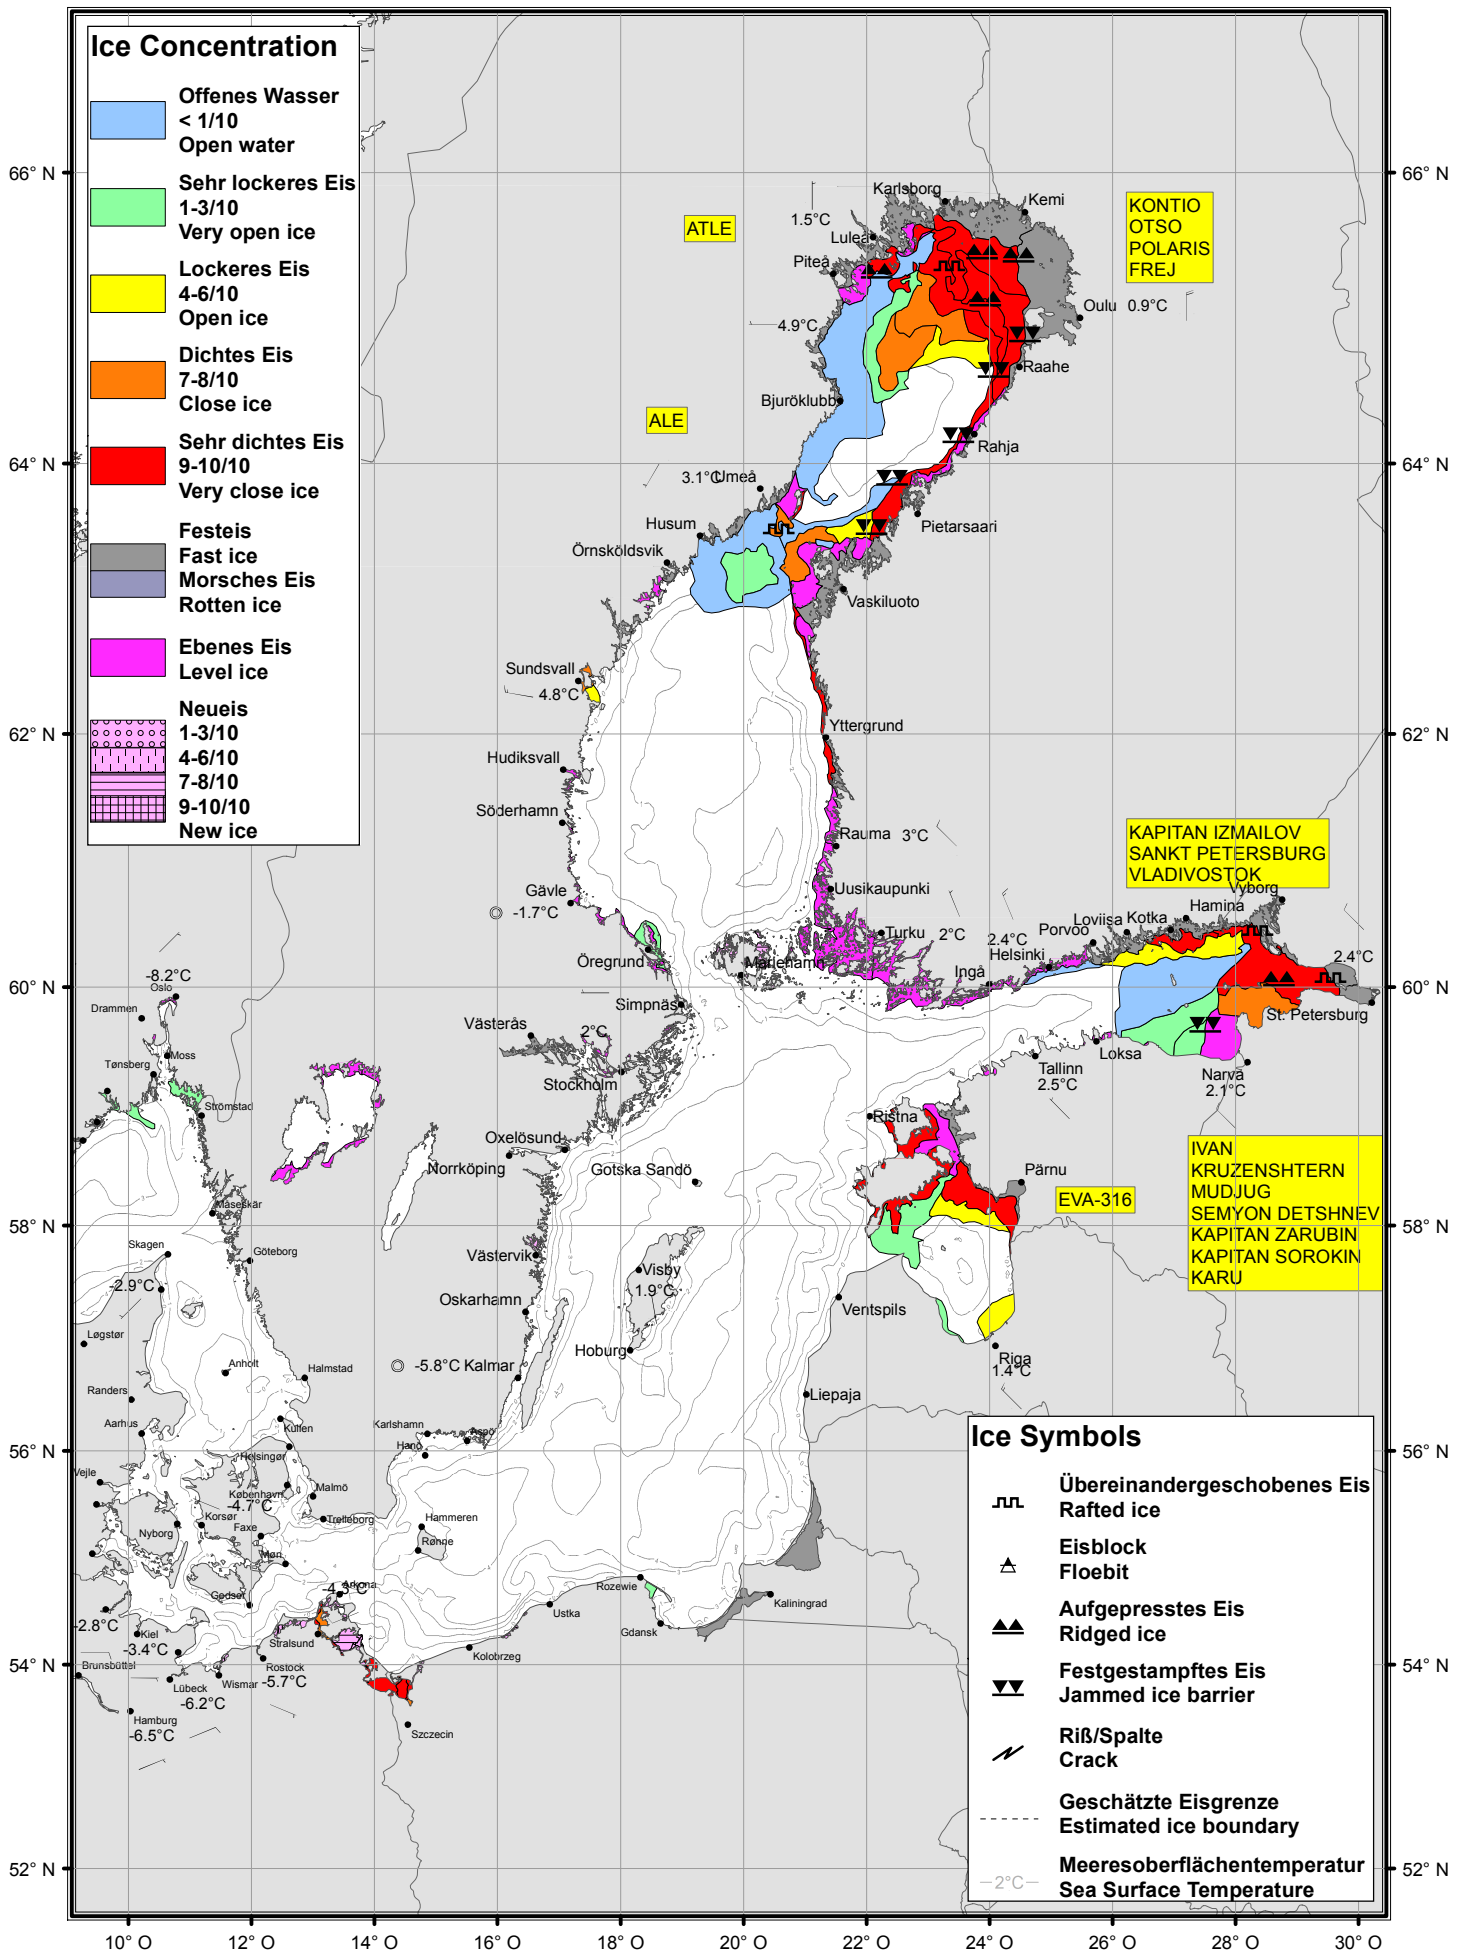 Ice Concentration
Offenes Wasser
< 1/10
Open water
Sehr lockeres Eis
1-3/10
Very open ice
Lockeres Eis
4-6/10
Open ice
Dichtes Eis
7-8/10
Close ice
Sehr dichtes Eis
9-10/10
Very close ice
Festeis
Fast ice
Morsches Eis
Rotten ice
Ebenes Eis
Level ice
Neueis
1-3/10
4-6/10
7-8/10
9-10/10
New ice
66° N
66° N
64° N
64° N
62° N
62° N
60° N
60° N
58° N
58° N
56° N
56° N
54° N
54° N
52° N
52° N
Karlsborg
Kemi
1.5°C
Luleå
Piteå
ATLE
KONTIO
OTSO
POLARIS
FREJ
Oulu 0.9°C
4.9°C
Raahe
Bjuröklubb
ALE
Rahja
3.1°C
Umeå
Husum
Pietarsaari
Örnsköldsvik
Vaskiluoto
Sundsvall
4.8°C
Yttergrund
Hudiksvall
Söderhamn
Rauma 3°C
KAPITAN IZMAILOV
SANKT PETERSBURG
VLADIVOSTOK
Vyborg
Gävle
-1.7°C
Uusikaupunki
Hamina
Loviisa
Kotka
Porvoo
Turku
2°C
2.4°C
Helsinki
2.4°C
Öregrund
Mariehamn
Ingå
-8.2°C
Oslo
Drammen
Simpnäs
St. Petersburg
Västerås
2°C
Moss
Tønsberg
Loksa
Stockholm
Tallinn
2.5°C
Narva
2.1°C
Strömstad
Ristna
Oxelösund
Norrköping
Gotska Sandö
Pärnu
IVAN
KRUZENSHTERN
MUDJUG
SEMYON DETSHNEV
KAPITAN ZARUBIN
KAPITAN SOROKIN
KARU
EVA-316
Måseskär
Skagen
Göteborg
Västervik
Visby
1.9°C
-2.9°C
Oskarhamn
Ventspils
Løgstør
Hoburg
Riga
1.4°C
-5.8°C Kalmar
Anholt
Halmstad
Randers
Liepaja
Aarhus
Kullen
Karlshamn
Aspö
Hanö
Helsingør
Vejle
København
-4.7°C
Malmö
Korsør
Nyborg
Faxe
Trelleborg
Hammeren
Rønne
Møn
Gedser
-4.3°C
Arkona
Rozewie
Kaliningrad
-2.8°C
Kiel
-3.4°C
Stralsund
Ustka
Gdansk
Kolobrzeg
Brunsbüttel
Rostock
-5.7°C
Lübeck
Wismar
-6.2°C
Hamburg
-6.5°C
Szczecin
Ice Symbols
Übereinandergeschobenes Eis
Rafted ice
Eisblock
Floebit
Aufgepresstes Eis
Ridged ice
Festgestampftes Eis
Jammed ice barrier
Riß/Spalte
Crack
Geschätzte Eisgrenze
Estimated ice boundary
2°C
Meeresoberflächentemperatur
Sea Surface Temperature
10° O
12° O
14° O
16° O
18° O
20° O
22° O
24° O
26° O
28° O
30° O